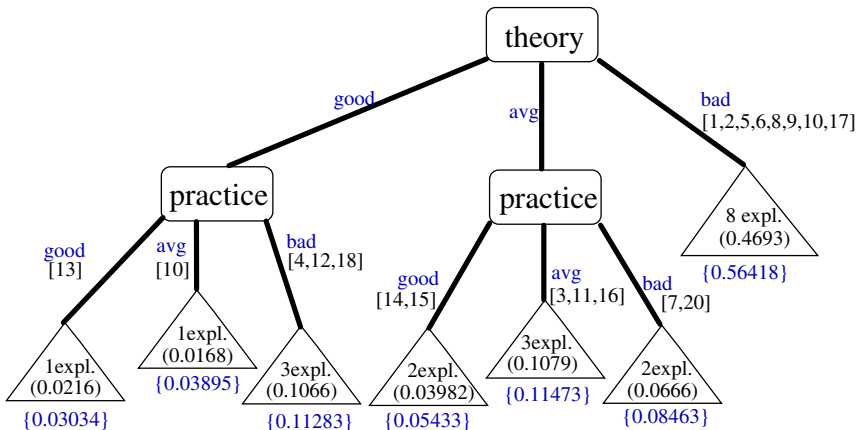 theory
good
avg
bad
[1,2,5,6,8,9,10,17]
practice
practice
8 expl.
(0.4693)
{0.56418}
good
[13]
avg
[10]
bad
[4,12,18]
good
[14,15]
avg
[3,11,16]
bad
[7,20]
1expl.
(0.0216)
{0.03034}
1expl.
(0.0168)
{0.03895}
3expl.
(0.1066)
{0.11283}
2expl.
(0.03982)
{0.05433}
3expl.
(0.1079)
{0.11473}
2expl.
(0.0666)
{0.08463}